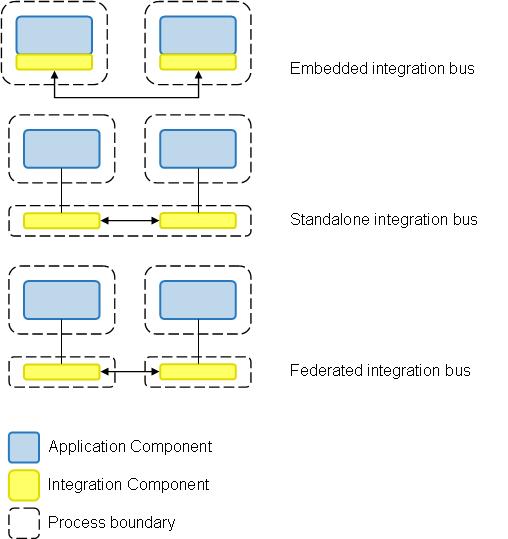 Embedded integration bus
Standalone integration bus
Federated integration bus
Application Component
Integration Component
Process boundary